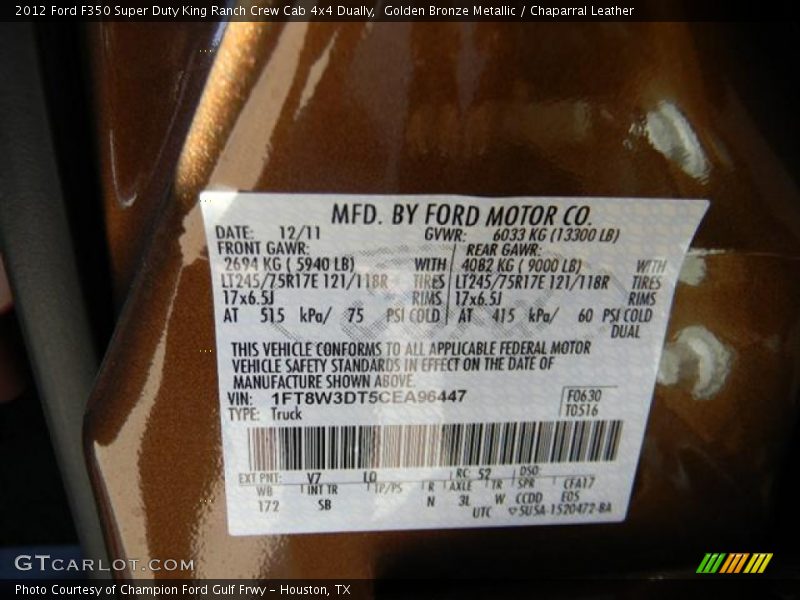 2012 Ford F350 Super Duty King Ranch Crew Cab 4x4 Dually, Golden Bronze Metallic / Chaparral Leather
MFD. BY FORD MOTOR CO.
DATE: 12/11 GVWR: 6033 KG (13300 LB)
FRONT GAWR: REAR GAWR:
2694 KG ( 5940 LB) WITH 4082 KG ( 9000 LB) WITH
LT245/75R17E 121/118R TIRES LT245/75R17E 121/118R TIRES
17x6.5J RIMS 17x6.5J RIMS
AT 515 kPa/ 75 PSI COLD AT 415 kPa/ 60 PSI COLD
DUAL
THIS VEHICLE CONFORMS TO ALL APPLICABLE FEDERAL MOTOR
VEHICLE SAFETY STANDARDS IN EFFECT ON THE DATE OF
MANUFACTURE SHOWN ABOVE.
VIN: 1FT8W3DT5CEA96447 F0630
TYPE: Truck T0516
EXT PNT: V7 LQ RC: 52 DSO:
WB INT TR TP/PS R AXLE TR SPR CFA17
172 SB N 3L W CCDD E05
UTC ▽SU5A-1520472-BA
GTCARLOT.COM
Photo Courtesy of Champion Ford Gulf Frwy - Houston, TX